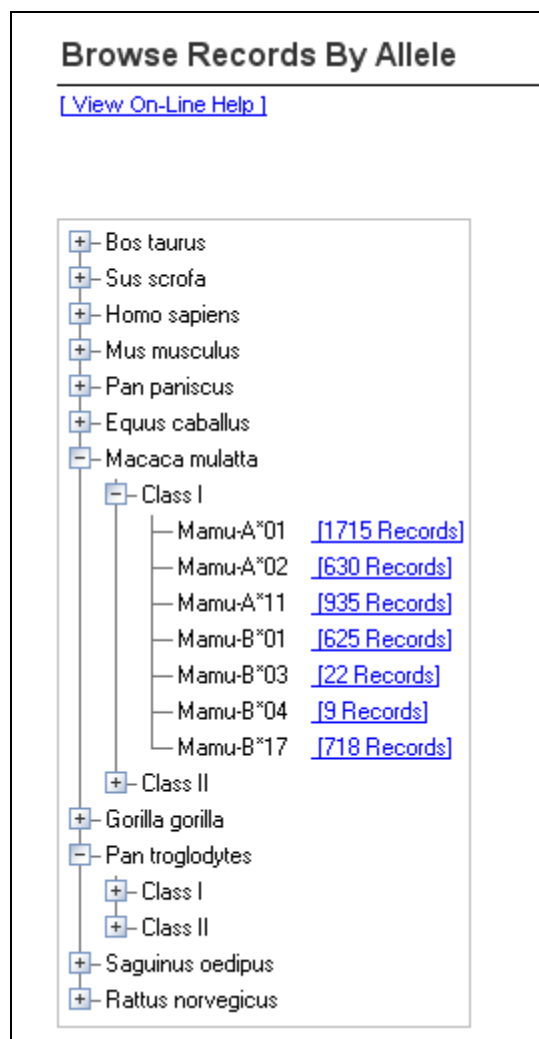 Browse Records By Allele
[ View On-Line Help ]
Bos taurus
Sus scrofa
Homo sapiens
Mus musculus
Pan paniscus
Equus caballus
Macaca mulatta
Class I
Mamu-A*01 [1715 Records]
Mamu-A*02 [630 Records]
Mamu-A*11 [935 Records]
Mamu-B*01 [625 Records]
Mamu-B*03 [22 Records]
Mamu-B*04 [9 Records]
Mamu-B*17 [718 Records]
Class II
Gorilla gorilla
Pan troglodytes
Class I
Class II
Saguinus oedipus
Rattus norvegicus